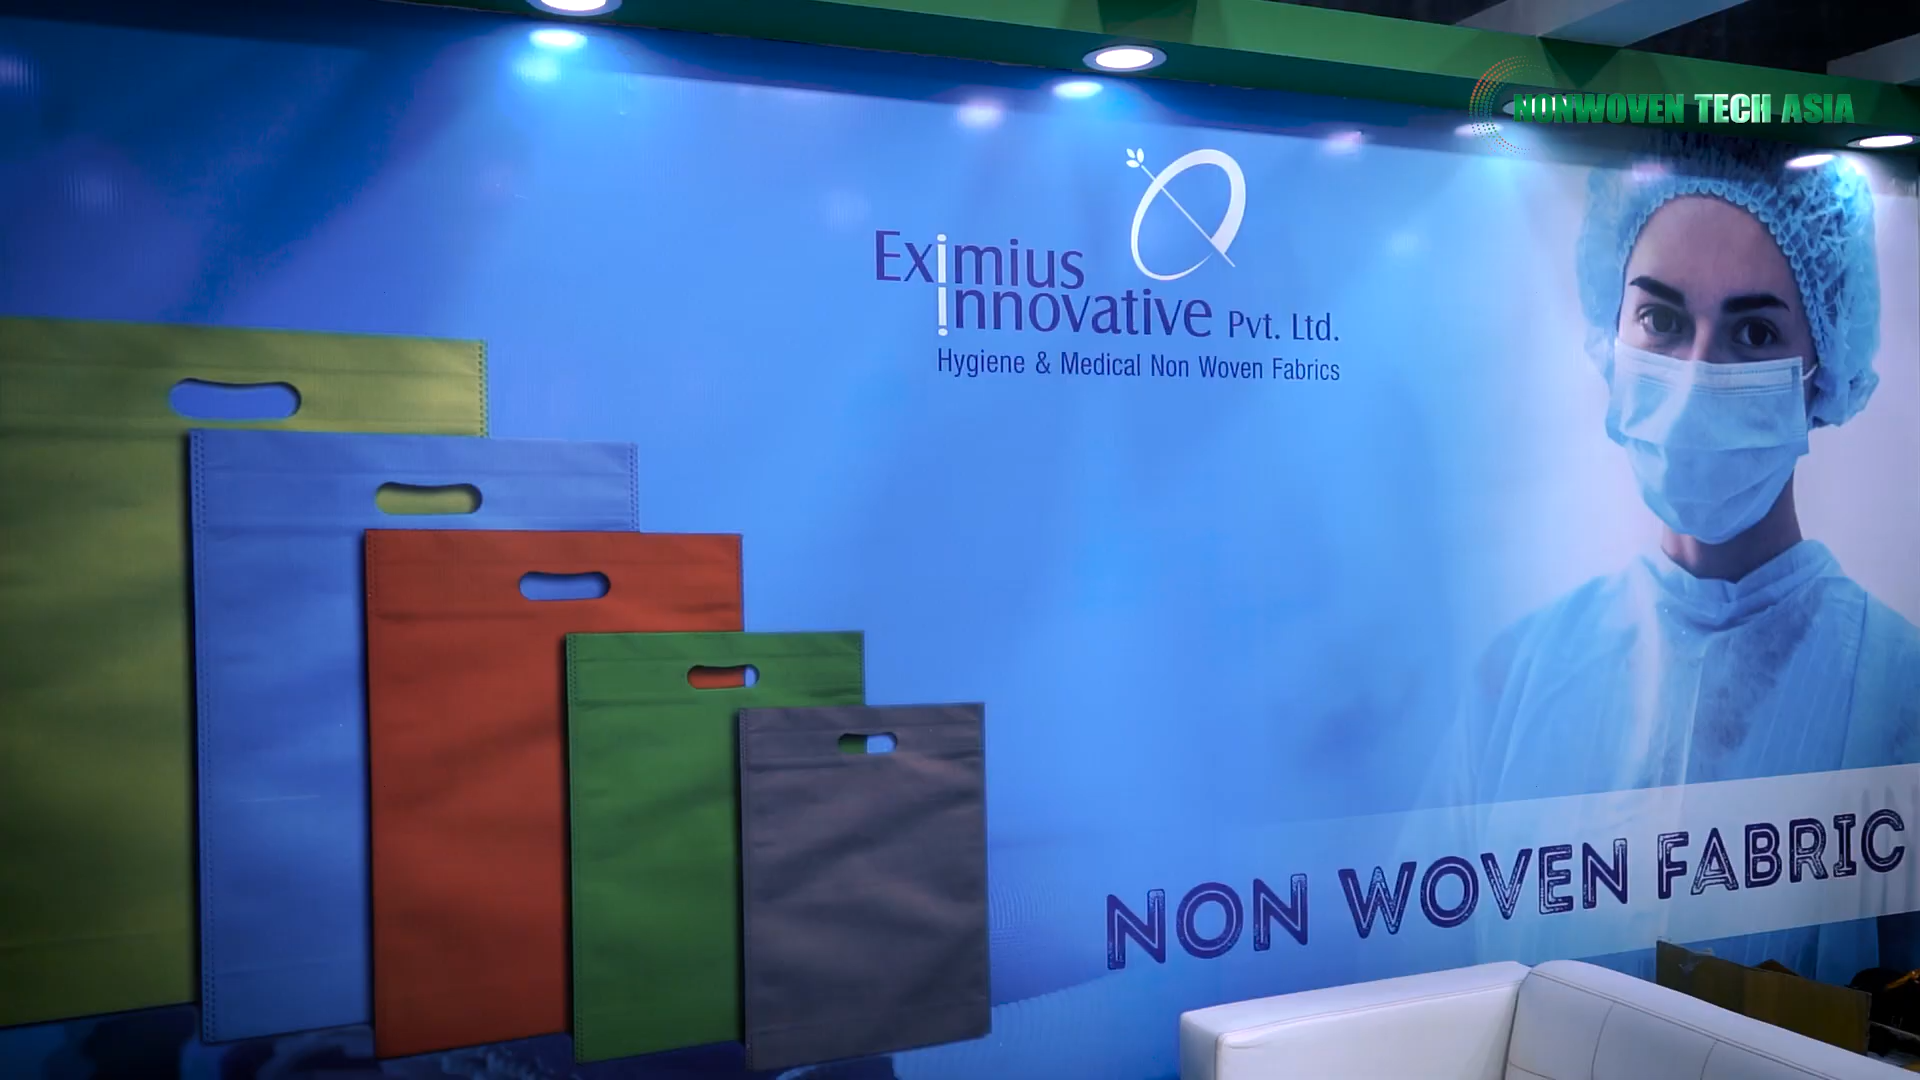 NONWOVEN TECH ASIA
Eximius
innovative Pvt. Ltd.
Hygiene & Medical Non Woven Fabrics
NON WOVEN FABRIC